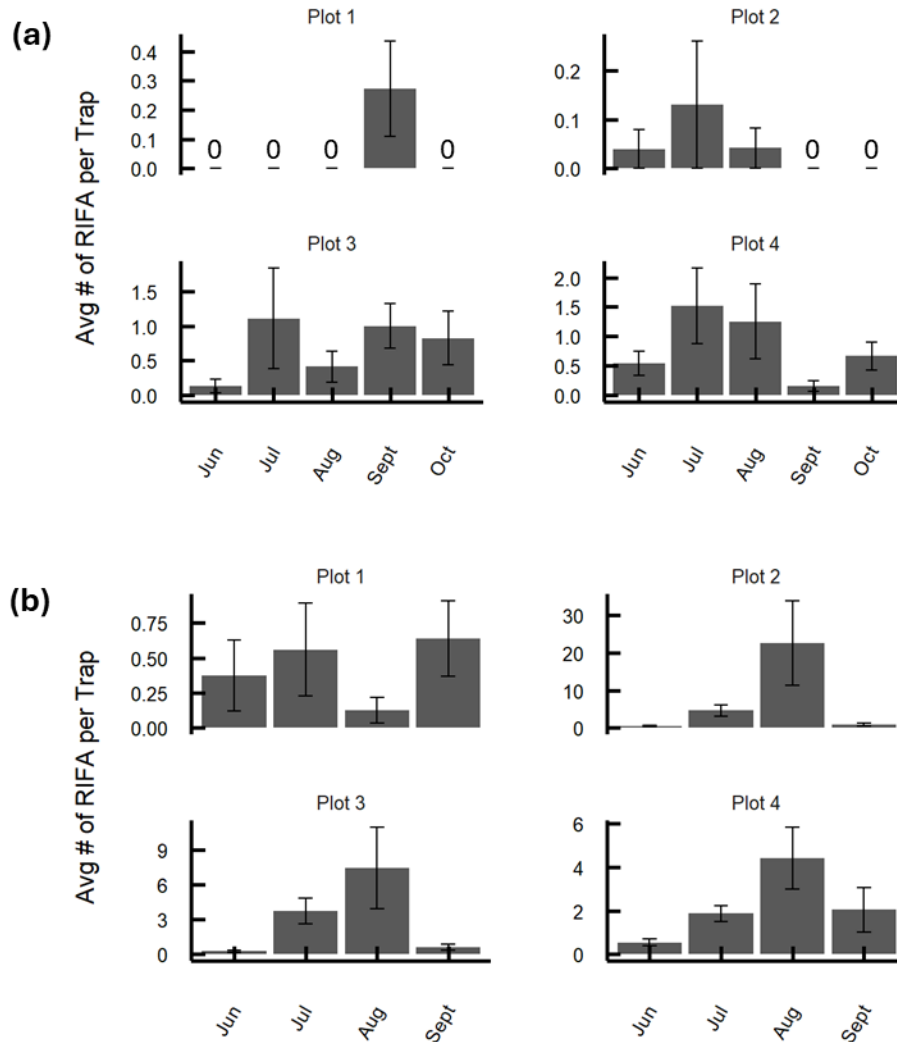 (a)
Avg # of RIFA per Trap
Plot 1
0.4
0.3
0.2
0.1
0.0
0 0 0 0
Plot 2
0.2
0.1
0.0
0 0
Plot 3
1.5
1.0
0.5
0.0
Jun Jul Aug Sept Oct
Plot 4
2.0
1.5
1.0
0.5
0.0
Jun Jul Aug Sept Oct
(b)
Avg # of RIFA per Trap
Plot 1
0.75
0.50
0.25
0.00
Plot 2
30
20
10
0
Plot 3
9
6
3
0
Jun Jul Aug Sept
Plot 4
6
4
2
0
Jun Jul Aug Sept